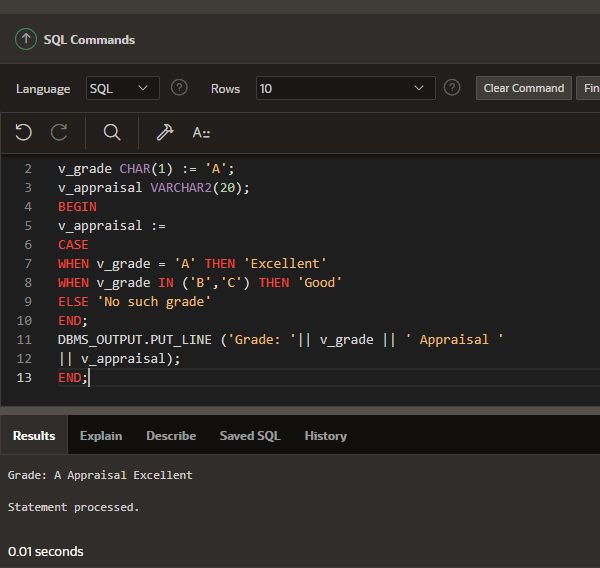 SQL Commands
Language SQL ? Rows 10 ? Clear Command Fin
A::
2 v_grade CHAR(1) := 'A';
3 v_appraisal VARCHAR2(20);
4 BEGIN
5 v_appraisal :=
6 CASE
7 WHEN v_grade = 'A' THEN 'Excellent'
8 WHEN v_grade IN ('B','C') THEN 'Good'
9 ELSE 'No such grade'
10 END;
11 DBMS_OUTPUT.PUT_LINE ('Grade: '|| v_grade || ' Appraisal '
12 || v_appraisal);
13 END;
Results Explain Describe Saved SQL History
Grade: A Appraisal Excellent
Statement processed.
0.01 seconds